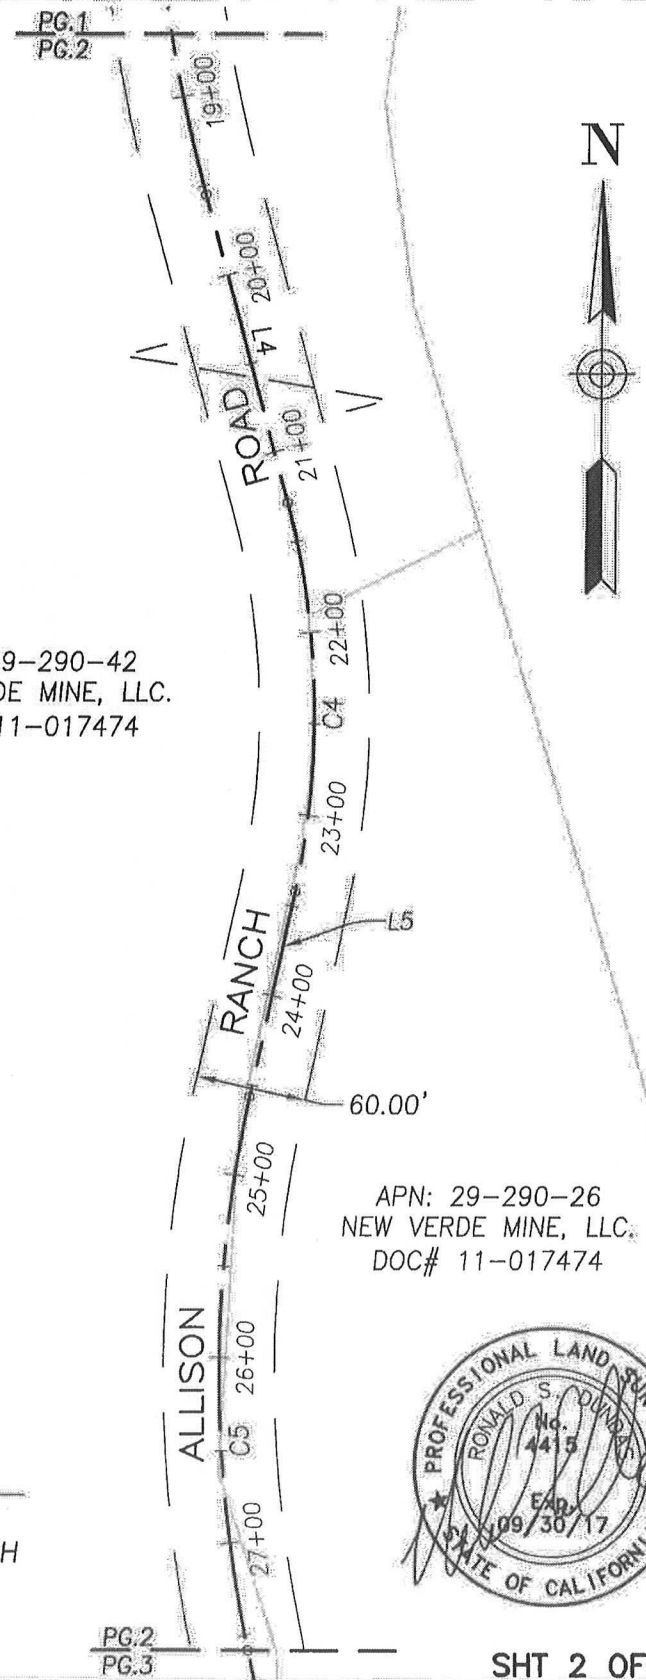 PG.1
PG.2
N
19+00
20+00
L4
ROAD
21+00
22+00
9-290-42
DE MINE, LLC.
11-017474
C4
23+00
L5
RANCH
24+00
60.00'
25+00
APN: 29-290-26
NEW VERDE MINE, LLC.
DOC# 11-017474
ALLISON
26+00
C5
PROFESSIONAL LAND SUR
RONALD S. DUNDAS
No.
4415
EXP.
09/30/17
STATE OF CALIFORNI
27+00
H
PG.2
PG.3
SHT 2 OF